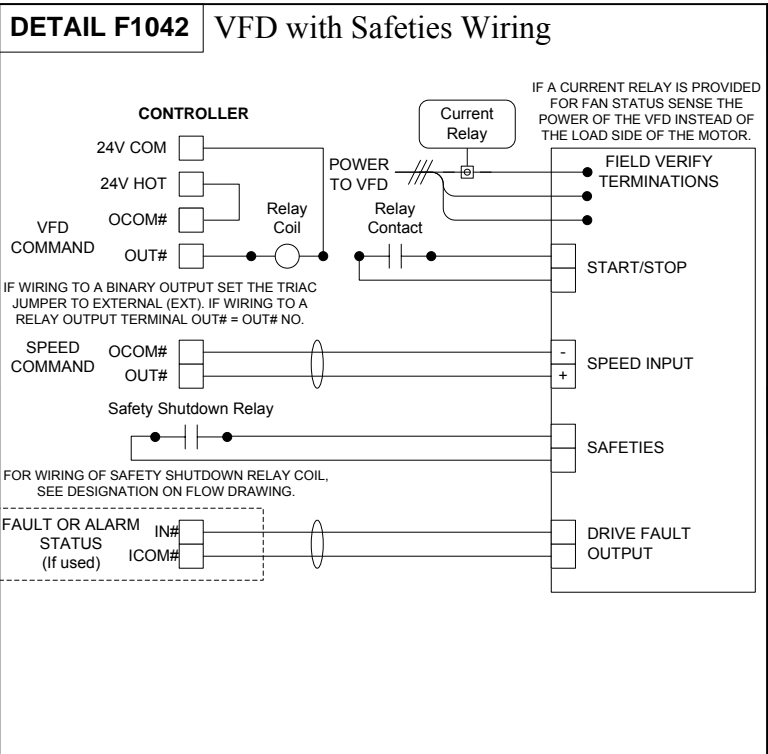 DETAIL F1042
VFD with Safeties Wiring
IF A CURRENT RELAY IS PROVIDED
FOR FAN STATUS SENSE THE
POWER OF THE VFD INSTEAD OF
THE LOAD SIDE OF THE MOTOR.
CONTROLLER
Current
Relay
24V COM
POWER
TO VFD
FIELD VERIFY
TERMINATIONS
24V HOT
OCOM#
Relay
Coil
Relay
Contact
VFD
COMMAND
OUT#
START/STOP
IF WIRING TO A BINARY OUTPUT SET THE TRIAC
JUMPER TO EXTERNAL (EXT). IF WIRING TO A
RELAY OUTPUT TERMINAL OUT# = OUT# NO.
SPEED
COMMAND
OCOM#
OUT#
-
+
SPEED INPUT
Safety Shutdown Relay
SAFETIES
FOR WIRING OF SAFETY SHUTDOWN RELAY COIL,
SEE DESIGNATION ON FLOW DRAWING.
FAULT OR ALARM
STATUS
(If used)
IN#
ICOM#
DRIVE FAULT
OUTPUT